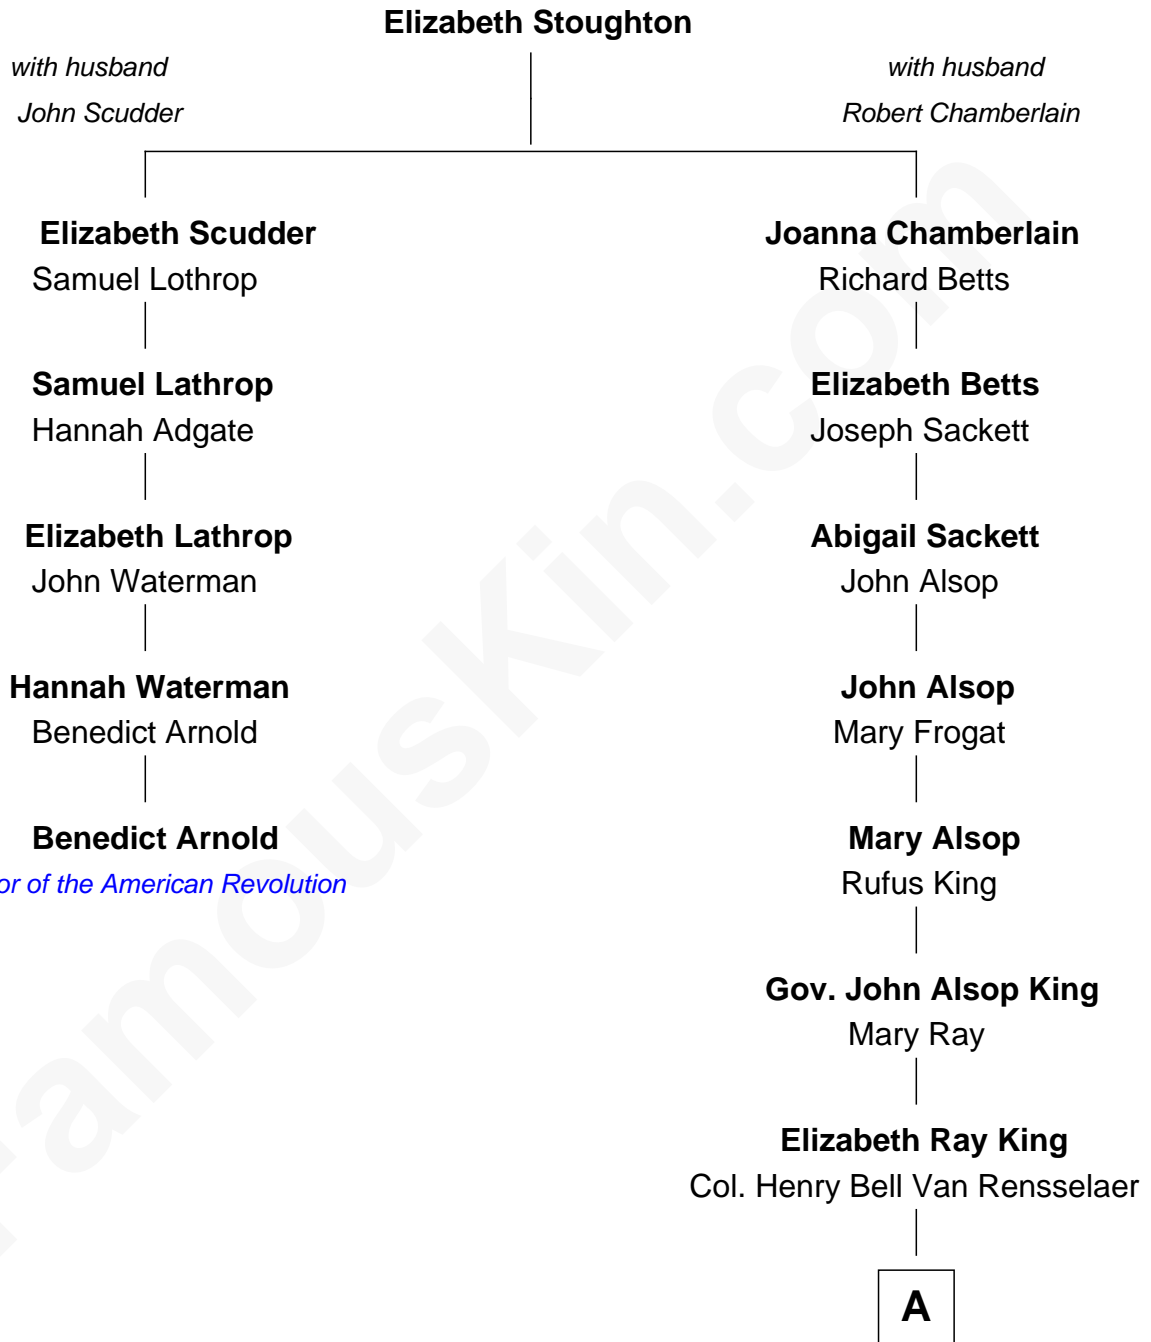 Elizabeth Stoughton
with husband
John Scudder
with husband
Robert Chamberlain
Elizabeth Scudder
Samuel Lothrop
Samuel Lathrop
Hannah Adgate
Elizabeth Lathrop
John Waterman
Hannah Waterman
Benedict Arnold
Benedict Arnold
or of the American Revolution
Joanna Chamberlain
Richard Betts
Elizabeth Betts
Joseph Sackett
Abigail Sackett
John Alsop
John Alsop
Mary Frogat
Mary Alsop
Rufus King
Gov. John Alsop King
Mary Ray
Elizabeth Ray King
Col. Henry Bell Van Rensselaer
A
FamousKin.com